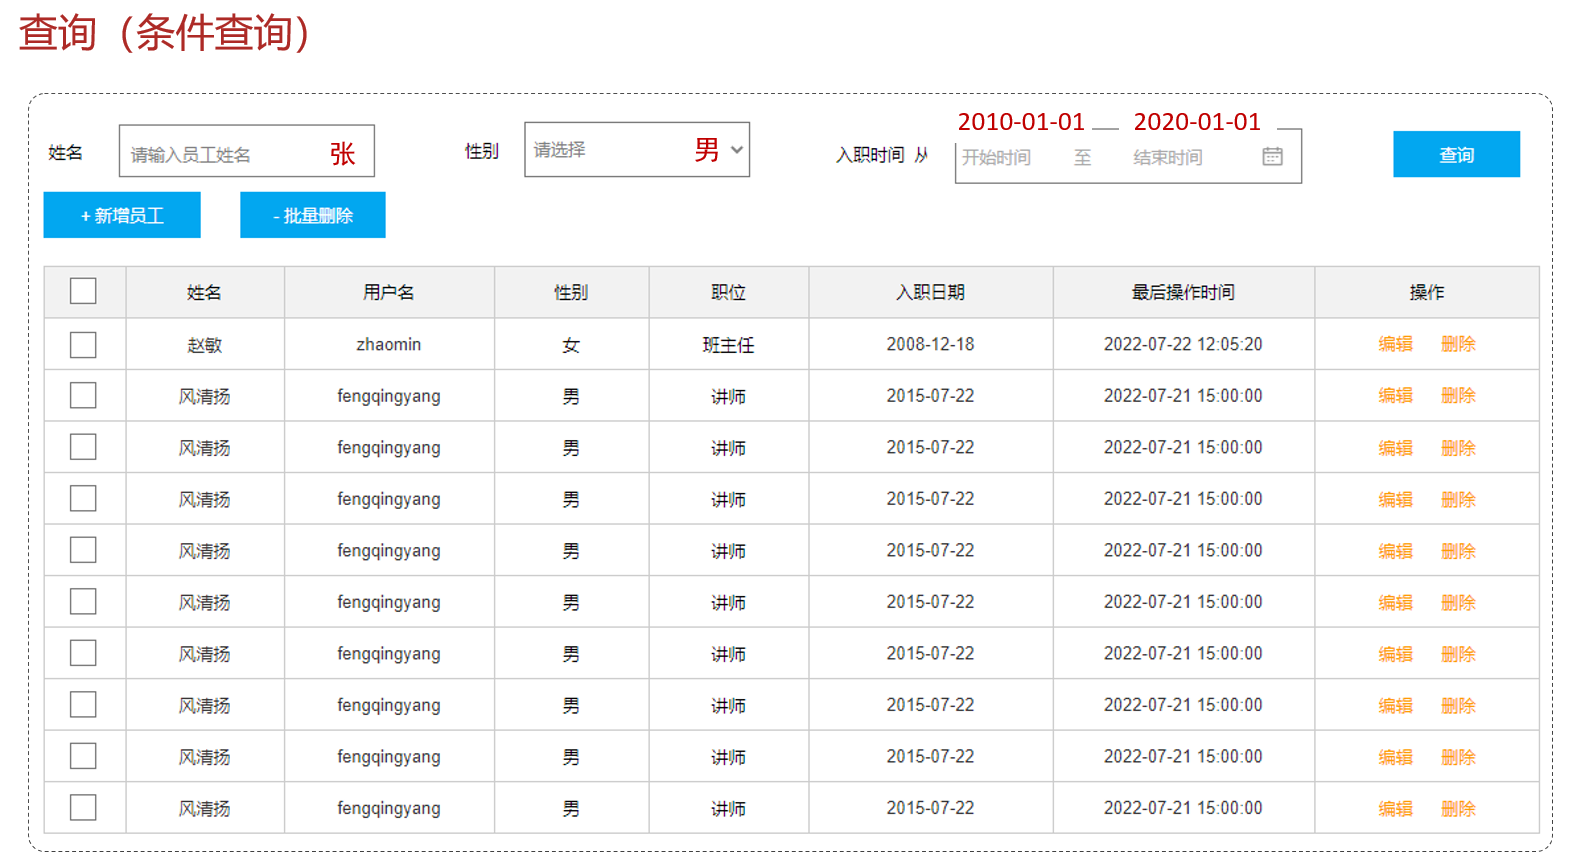 查询（条件查询）
2010-01-01 2020-01-01
姓名 请输入员工姓名 张 性别 请选择 男 入职时间 从 开始时间 至 结束时间 查询
+ 新增员工 - 批量删除
姓名 用户名 性别 职位 入职日期 最后操作时间 操作
赵敏 zhaomin 女 班主任 2008-12-18 2022-07-22 12:05:20 编辑 删除
风清扬 fengqingyang 男 讲师 2015-07-22 2022-07-21 15:00:00 编辑 删除
风清扬 fengqingyang 男 讲师 2015-07-22 2022-07-21 15:00:00 编辑 删除
风清扬 fengqingyang 男 讲师 2015-07-22 2022-07-21 15:00:00 编辑 删除
风清扬 fengqingyang 男 讲师 2015-07-22 2022-07-21 15:00:00 编辑 删除
风清扬 fengqingyang 男 讲师 2015-07-22 2022-07-21 15:00:00 编辑 删除
风清扬 fengqingyang 男 讲师 2015-07-22 2022-07-21 15:00:00 编辑 删除
风清扬 fengqingyang 男 讲师 2015-07-22 2022-07-21 15:00:00 编辑 删除
风清扬 fengqingyang 男 讲师 2015-07-22 2022-07-21 15:00:00 编辑 删除
风清扬 fengqingyang 男 讲师 2015-07-22 2022-07-21 15:00:00 编辑 删除